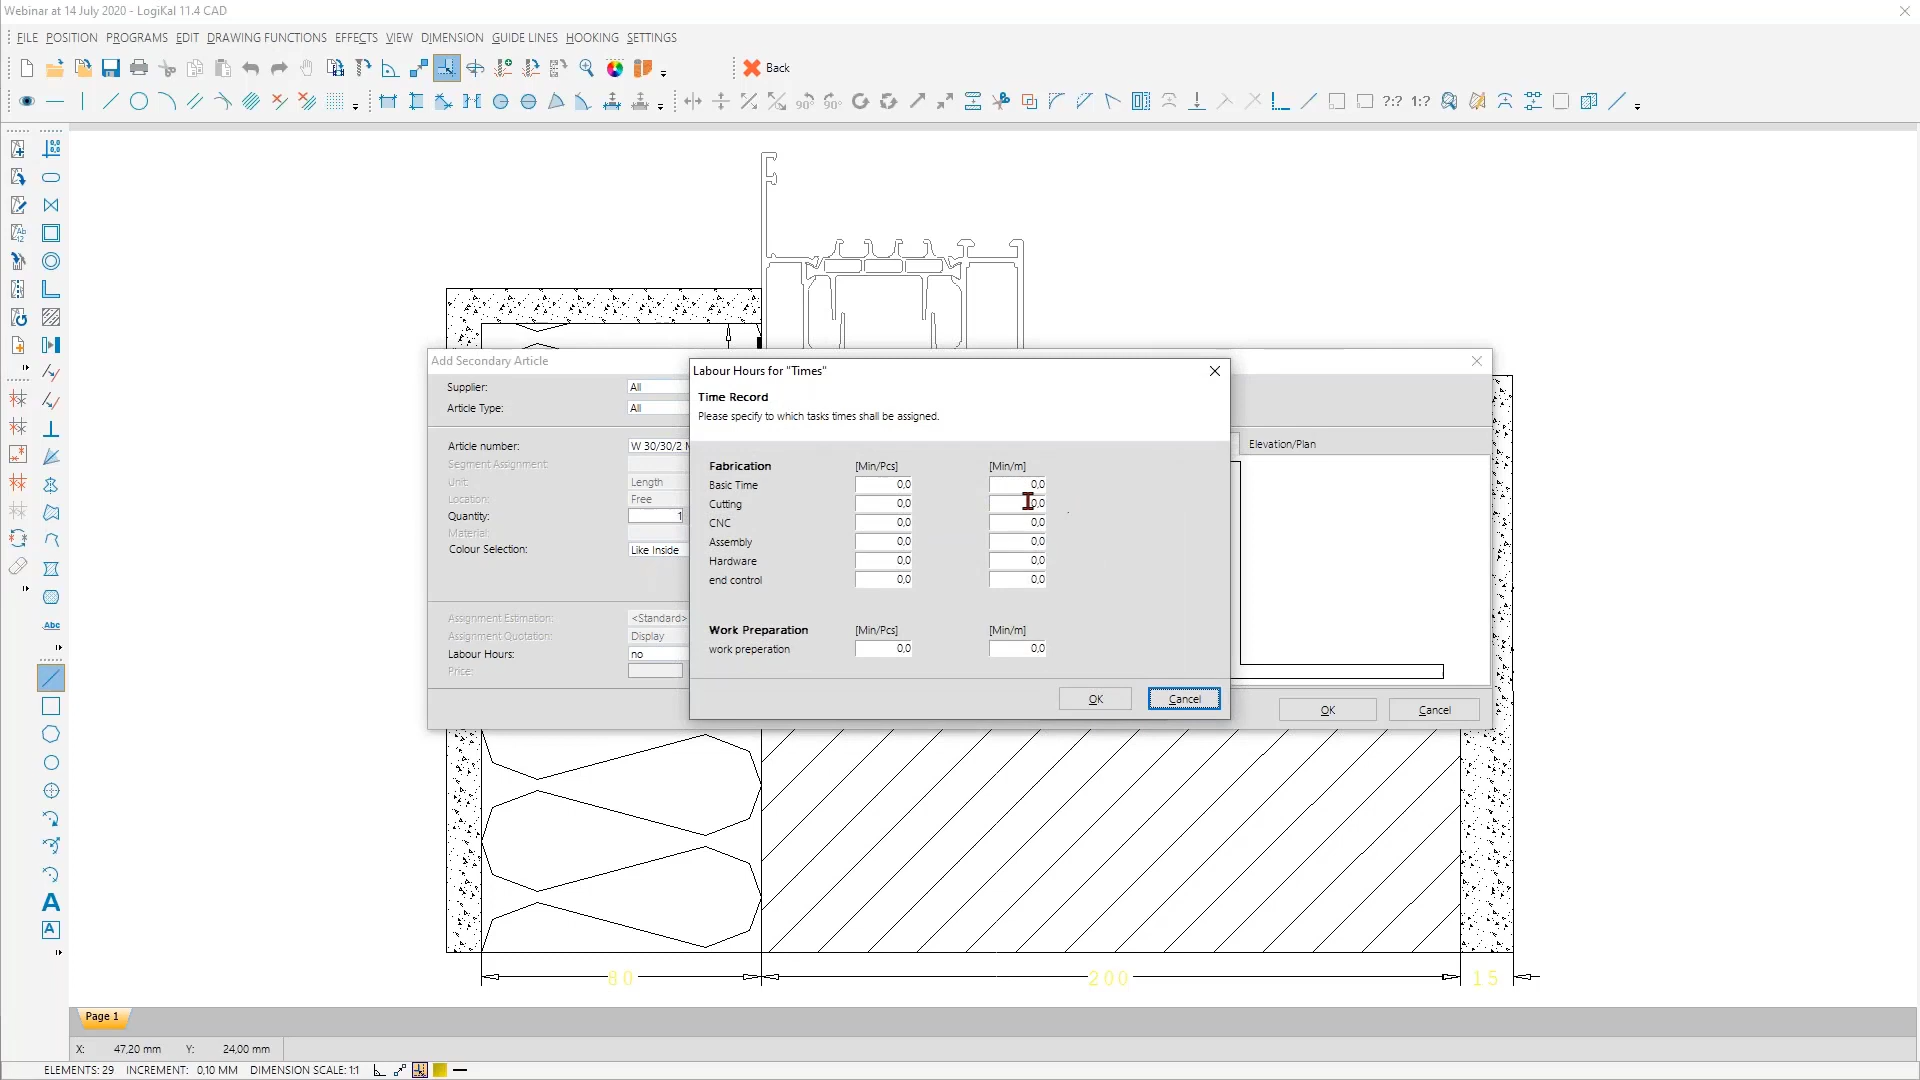 Webinar at 14 July 2020 - LogiKal 11.4 CAD
FILE POSITION PROGRAMS EDIT DRAWING FUNCTIONS EFFECTS VIEW DIMENSION GUIDE LINES HOOKING SETTINGS
Back
90° 90° ?:? 1:?
Add Secondary Article
Supplier: All
Article Type: All
Article number: W 30/30/2
Segment Assignment:
Unit: Length
Location: Free
Quantity: 1
Material:
Colour Selection: Like Inside
Assignment Estimation: <Standard>
Assignment Quotation: Display
Labour Hours: no
Price:
Elevation/Plan
OK Cancel
Labour Hours for "Times"
Time Record
Please specify to which tasks times shall be assigned.
Fabrication [Min/Pcs] [Min/m]
Basic Time 0,0 0,0
Cutting 0,0 0,0
CNC 0,0 0,0
Assembly 0,0 0,0
Hardware 0,0 0,0
end control 0,0 0,0
Work Preparation [Min/Pcs] [Min/m]
work preperation 0,0 0,0
OK Cancel
Abc
A
A
80 200 15
Page 1
X: 47,20 mm Y: 24,00 mm
ELEMENTS: 29 INCREMENT: 0,10 MM DIMENSION SCALE: 1:1